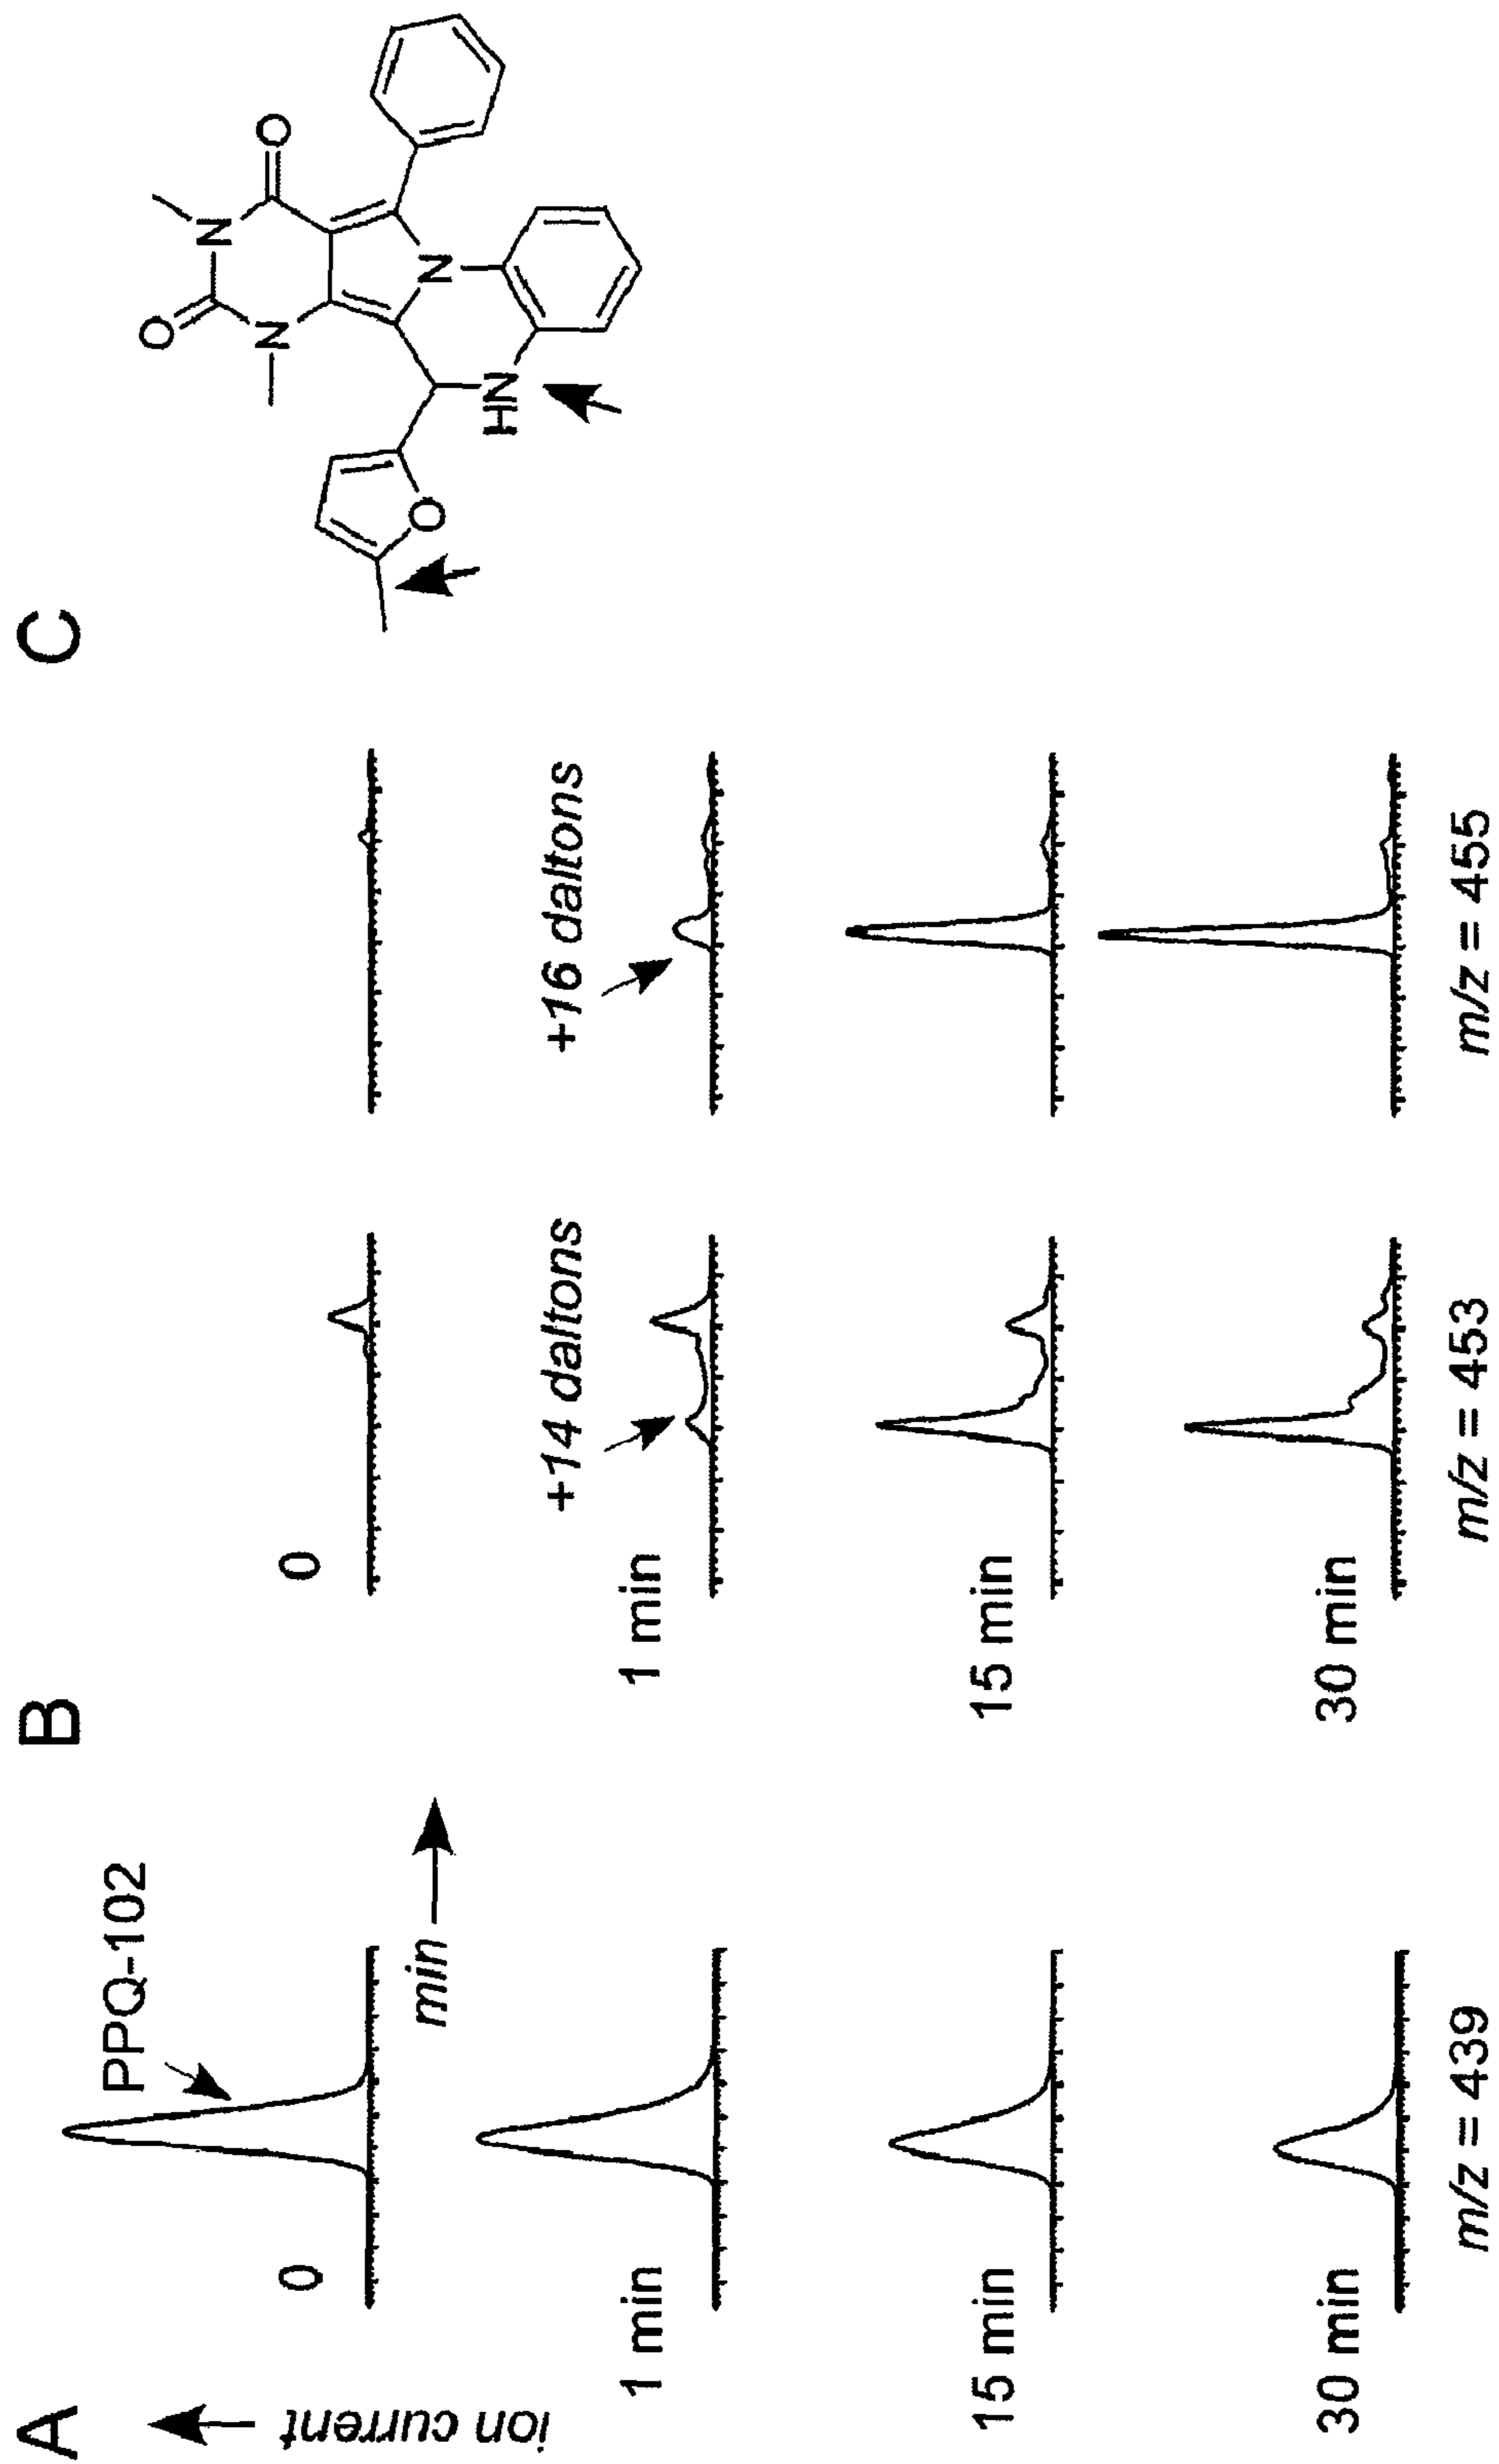 A
ion current
PPQ-102
0
min
1 min
15 min
30 min
m/z = 439
B
0
1 min
+14 daltons
+16 daltons
15 min
30 min
m/z = 453
m/z = 455
C
O
N
O
N
N
HN
O